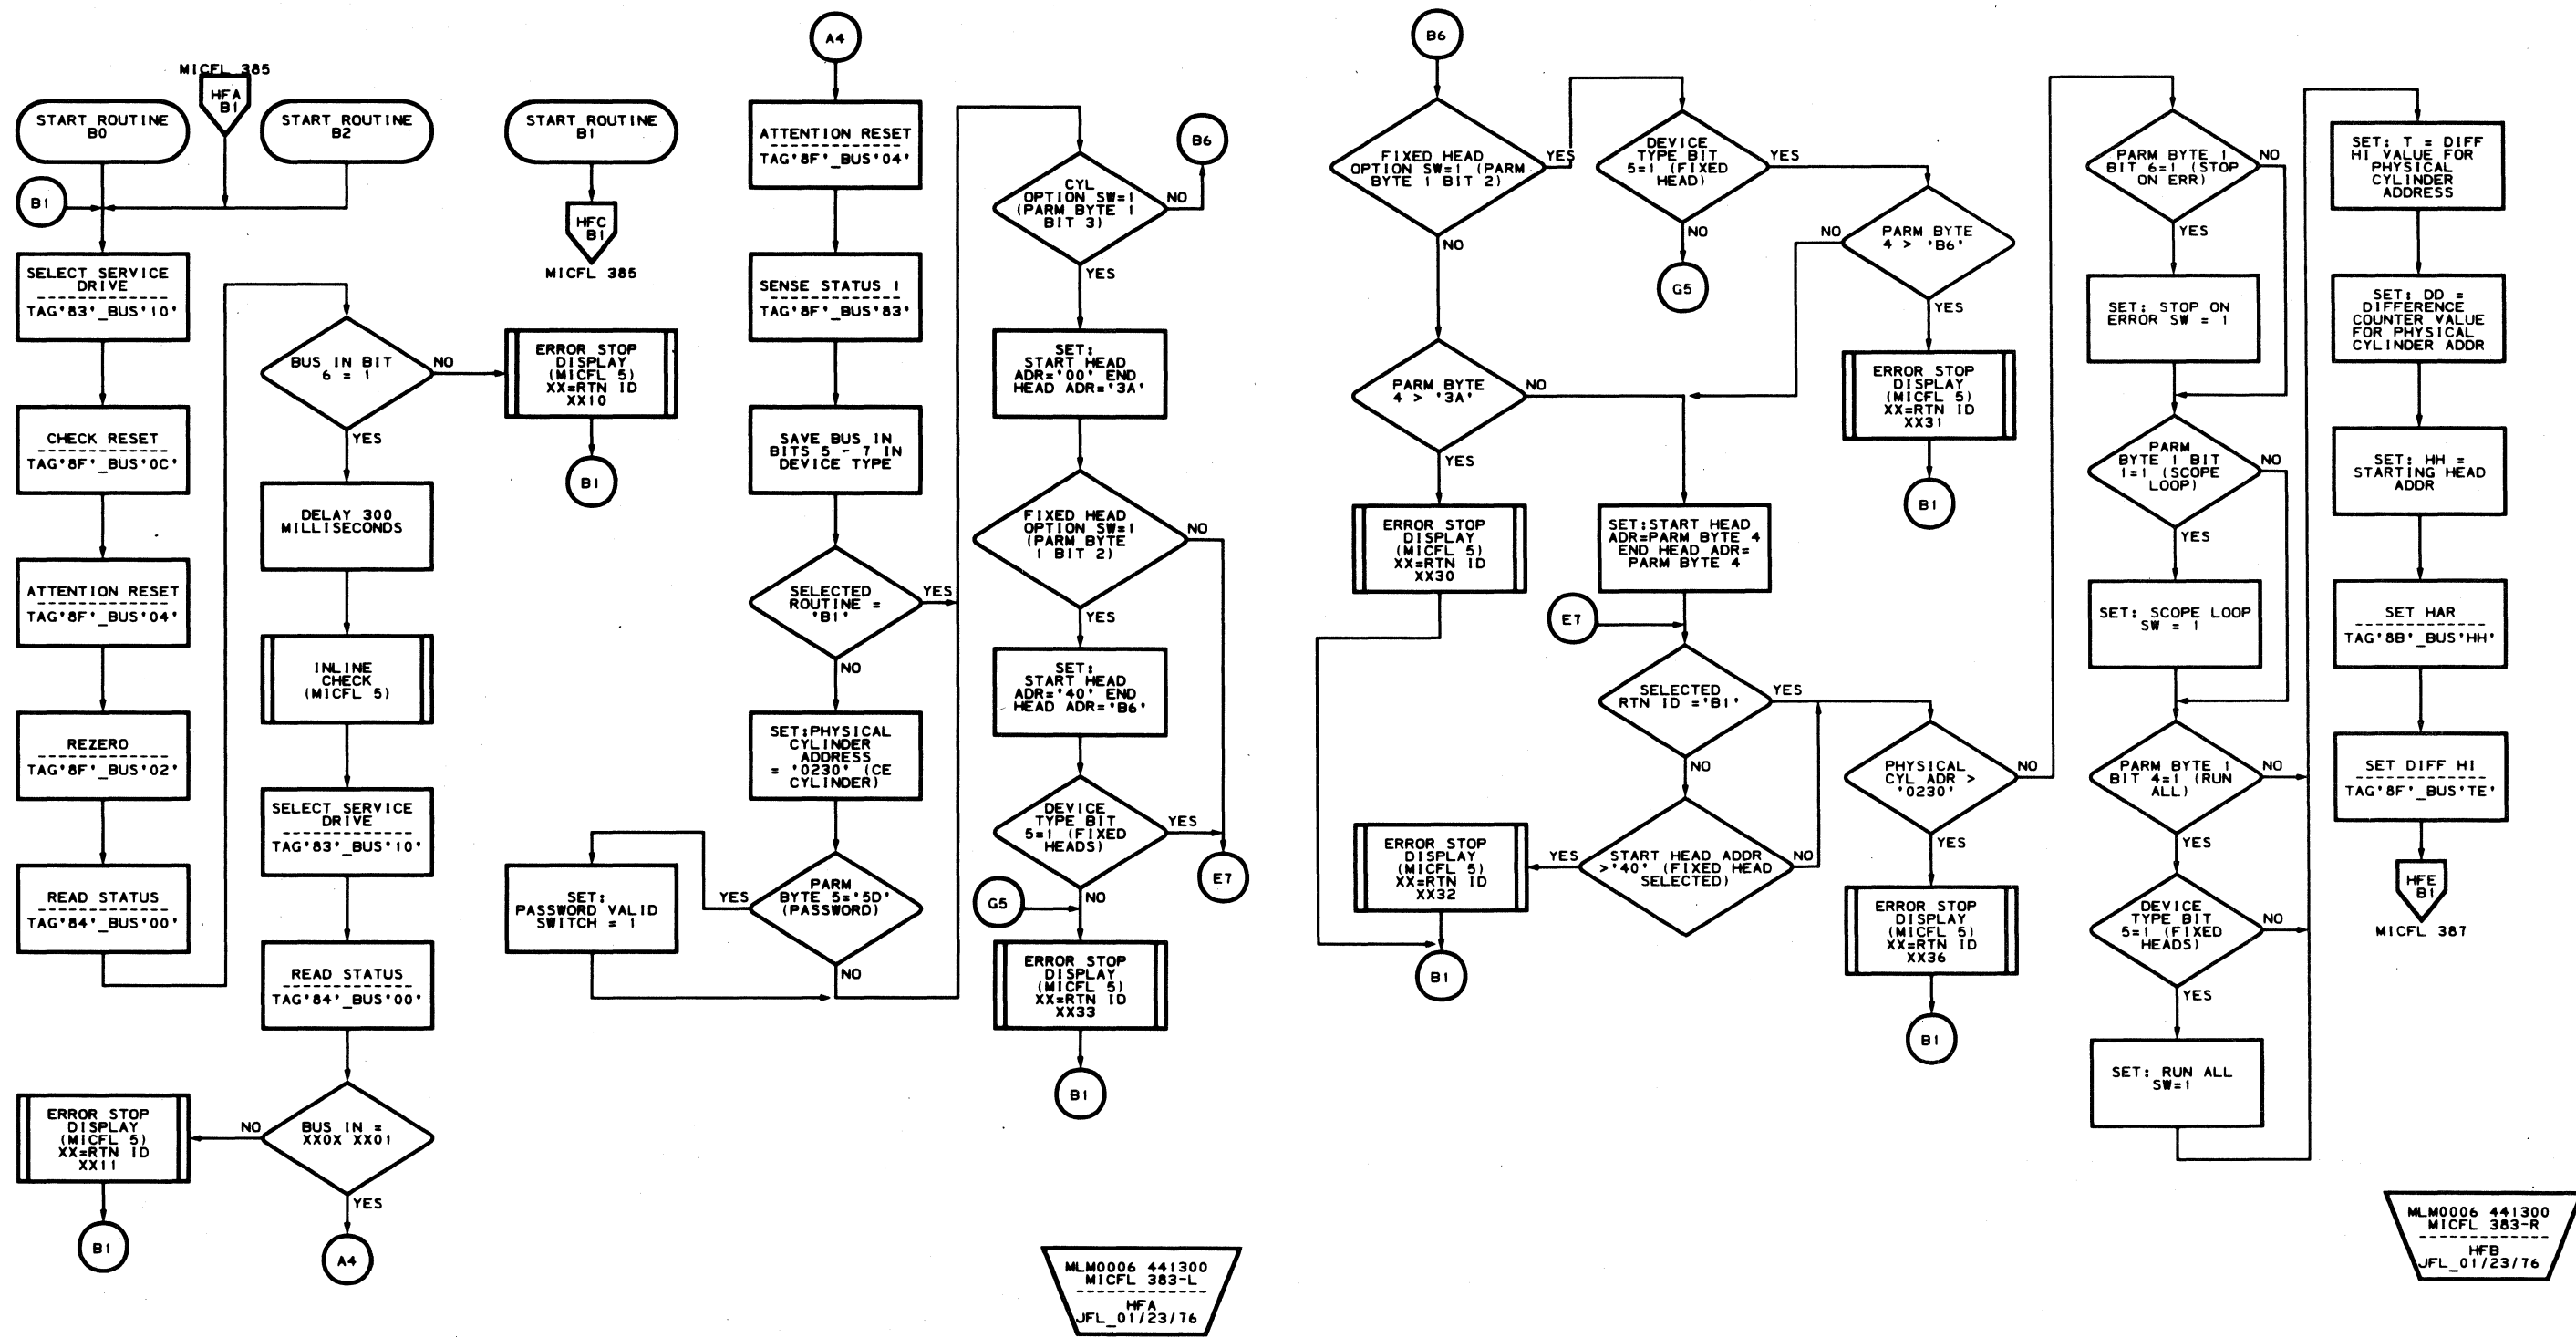 MICFL 385
HFA
B1
START ROUTINE
B0
START ROUTINE
B2
B1
SELECT SERVICE
DRIVE
TAG'83'_BUS'10'
CHECK RESET
TAG'8F'_BUS'0C'
ATTENTION RESET
TAG'8F'_BUS'04'
REZERO
TAG'8F'_BUS'02'
READ STATUS
TAG'84'_BUS'00'
BUS IN BIT
6 = 1
NO
YES
DELAY 300
MILLISECONDS
INLINE
CHECK
(MICFL 5)
SELECT SERVICE
DRIVE
TAG'83'_BUS'10'
READ STATUS
TAG'84'_BUS'00'
BUS IN =
XX0X XX01
NO
YES
ERROR STOP
DISPLAY
(MICFL 5)
XX=RTN ID
XX11
B1
A4
START ROUTINE
B1
HFC
B1
MICFL 385
ERROR STOP
DISPLAY
(MICFL 5)
XX=RTN ID
XX10
B1
A4
ATTENTION RESET
TAG'8F'_BUS'04'
SENSE STATUS 1
TAG'8F'_BUS'83'
SAVE BUS IN
BITS 5 - 7 IN
DEVICE TYPE
SELECTED
ROUTINE =
'B1'
YES
NO
SET:PHYSICAL
CYLINDER
ADDRESS
= '0230' (CE
CYLINDER)
PARM
BYTE 5='5D'
(PASSWORD)
YES
NO
SET:
PASSWORD VALID
SWITCH = 1
CYL
OPTION SW=1
(PARM BYTE 1
BIT 3)
NO
YES
B6
SET:
START HEAD
ADR='00' END
HEAD ADR='3A'
FIXED HEAD
OPTION SW=1
(PARM BYTE
1 BIT 2)
NO
YES
SET:
START HEAD
ADR='40' END
HEAD ADR='B6'
DEVICE
TYPE BIT
5=1 (FIXED
HEADS)
YES
NO
E7
G5
ERROR STOP
DISPLAY
(MICFL 5)
XX=RTN ID
XX33
B1
MLM0006 441300
MICFL 383-L
HFA
JFL_01/23/76
B6
FIXED HEAD
OPTION SW=1 (PARM
BYTE 1 BIT 2)
YES
NO
PARM BYTE
4 > '3A'
NO
YES
ERROR STOP
DISPLAY
(MICFL 5)
XX=RTN ID
XX30
DEVICE
TYPE BIT
5=1 (FIXED
HEAD)
YES
NO
G5
PARM BYTE
4 > 'B6'
NO
YES
ERROR STOP
DISPLAY
(MICFL 5)
XX=RTN ID
XX31
B1
SET:START HEAD
ADR=PARM BYTE 4
END HEAD ADR=
PARM BYTE 4
E7
SELECTED
RTN ID ='B1'
YES
NO
START HEAD ADDR
>'40' (FIXED HEAD
SELECTED)
YES
NO
ERROR STOP
DISPLAY
(MICFL 5)
XX=RTN ID
XX32
B1
PHYSICAL
CYL ADR >
'0230'
NO
YES
ERROR STOP
DISPLAY
(MICFL 5)
XX=RTN ID
XX36
B1
PARM BYTE 1
BIT 6=1 (STOP
ON ERR)
NO
YES
SET: STOP ON
ERROR SW = 1
PARM
BYTE 1 BIT
1=1 (SCOPE
LOOP)
NO
YES
SET: SCOPE LOOP
SW = 1
PARM BYTE 1
BIT 4=1 (RUN
ALL)
NO
YES
DEVICE
TYPE BIT
5=1 (FIXED
HEADS)
NO
YES
SET: RUN ALL
SW=1
SET: T = DIFF
HI VALUE FOR
PHYSICAL
CYLINDER
ADDRESS
SET: DD =
DIFFERENCE
COUNTER VALUE
FOR PHYSICAL
CYLINDER ADDR
SET: HH =
STARTING HEAD
ADDR
SET HAR
TAG'8B'_BUS'HH'
SET DIFF HI
TAG'8F'_BUS'TE'
HFE
B1
MICFL 387
MLM0006 441300
MICFL 383-R
HFB
JFL_01/23/76